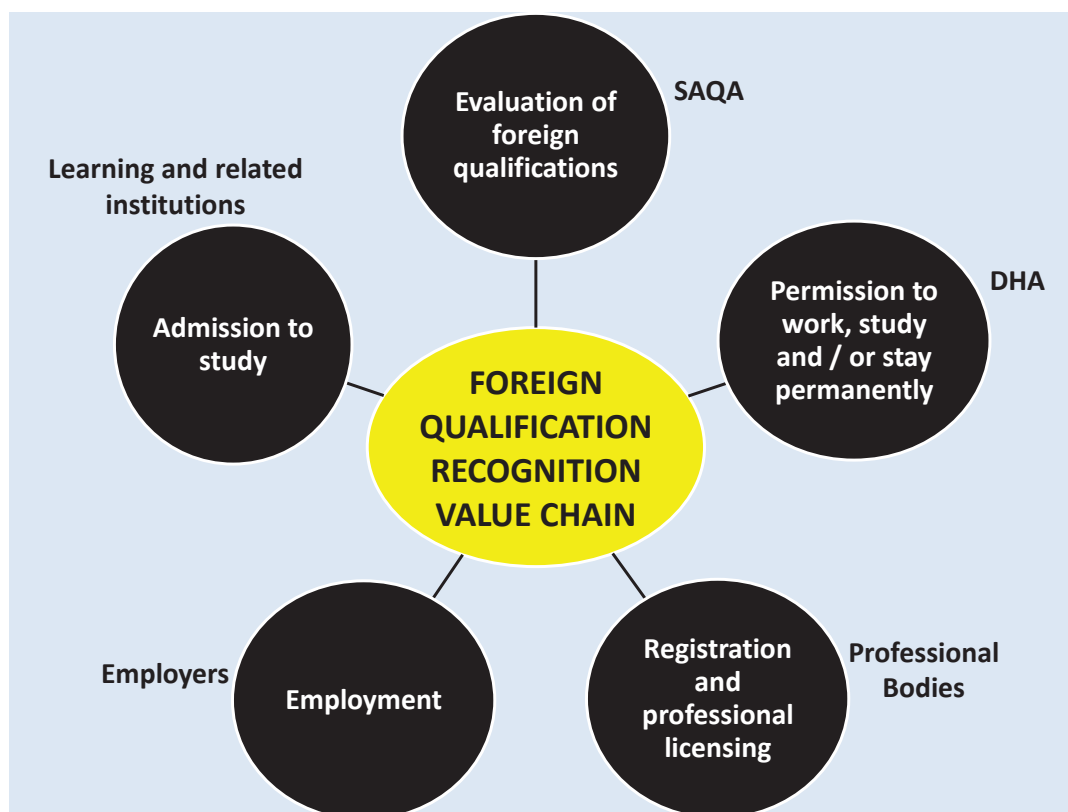 Evaluation of
foreign
qualifications
SAQA
Learning and related
institutions
Admission to
study
Permission to
work, study
and / or stay
permanently
DHA
FOREIGN
QUALIFICATION
RECOGNITION
VALUE CHAIN
Employers
Employment
Registration
and
professional
licensing
Professional
Bodies